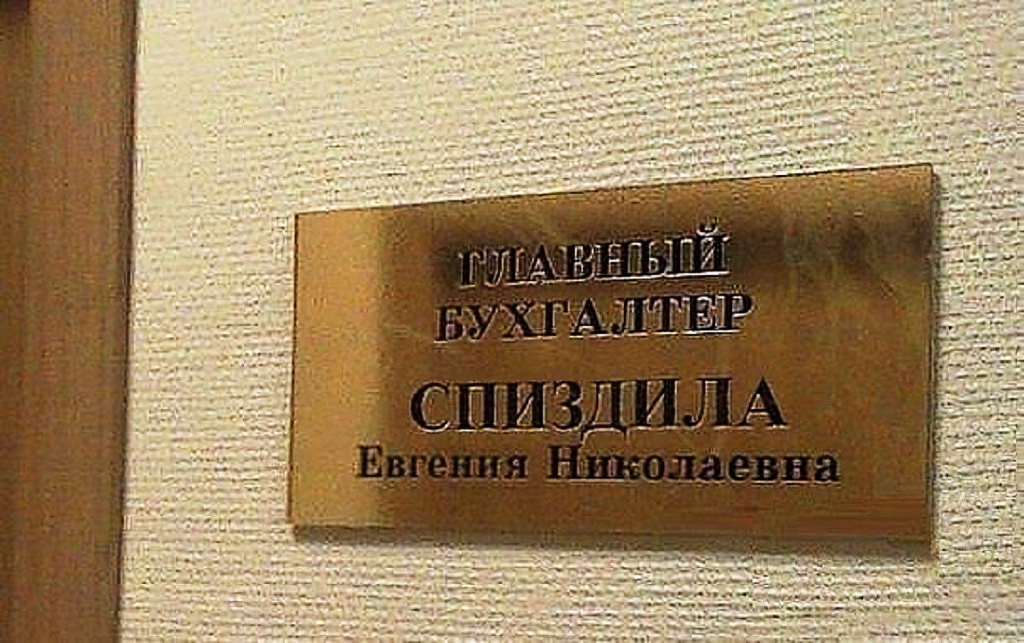 ГЛАВНЫЙ
БУХГАЛТЕР
СПИЗДИЛА
Евгения Николаевна